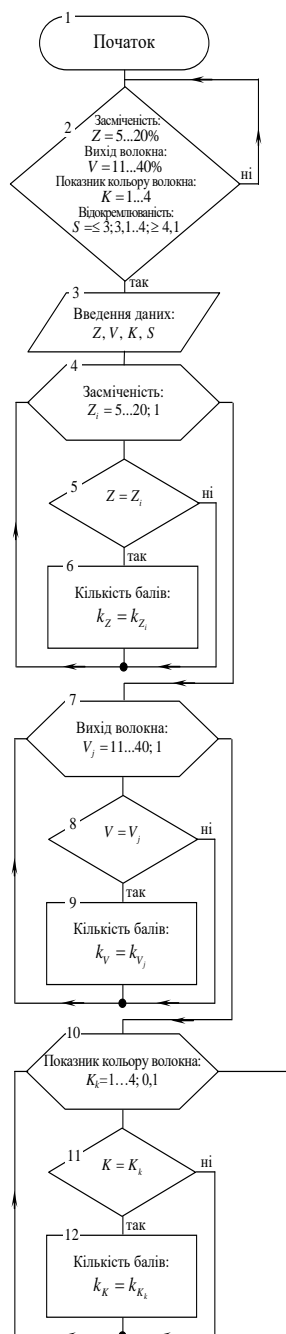 1
Початок
2
Засміченість:
Z = 5...20%
Вихід волокна:
V = 11...40%
Показник кольору волокна:
K = 1...4
Відокремлюваність:
S =≤ 3; 3,1..4; ≥ 4,1
ні
так
3
Введення даних:
Z, V, K, S
4
Засміченість:
Z_i = 5...20; 1
5
Z = Z_i
ні
так
6
Кількість балів:
k_Z = k_{Z_i}
7
Вихід волокна:
V_j = 11...40; 1
8
V = V_j
ні
так
9
Кількість балів:
k_V = k_{V_j}
10
Показник кольору волокна:
K_k=1…4; 0,1
11
K = K_k
ні
так
12
Кількість балів:
k_K = k_{K_k}